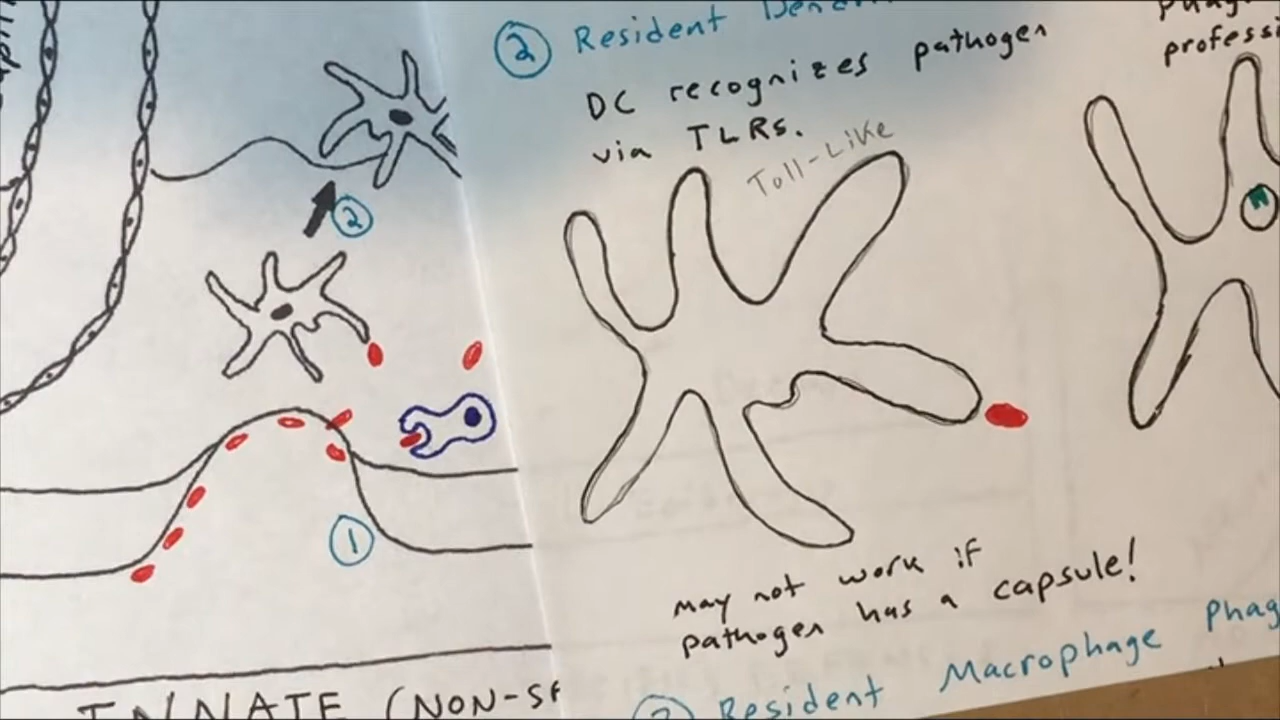 ② Resident
DC recognizes pathogen
via TLRs.
Toll-Like
②
①
may not work if
pathogen has a capsule!
Resident Macrophage
INNATE (NON-